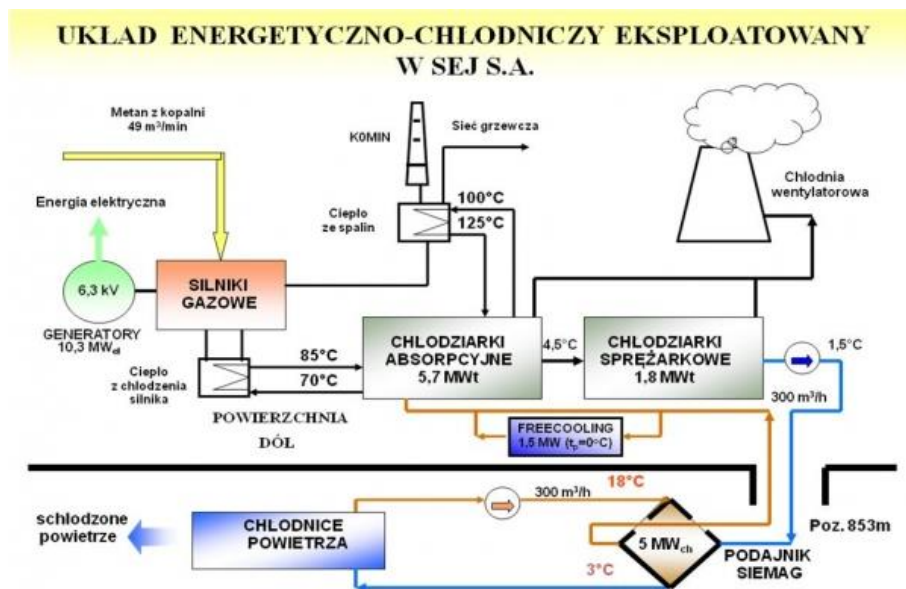 UKŁAD ENERGETYCZNO-CHŁODNICZY EKSPLOATOWANY
W SEJ S.A.
Metan z kopalni
49 m³/min
KOMIN
Sieć grzewcza
Chłodnia
wentylatorowa
Energia elektryczna
Ciepło
ze spalin
100°C
125°C
6,3 kV
SILNIKI
GAZOWE
GENERATORY
10,3 MWel
CHŁODZIARKI
ABSORPCYJNE
5,7 MWt
4,5°C
CHŁODZIARKI
SPRĘŻARKOWE
1,8 MWt
1,5°C
85°C
70°C
Ciepło
z chłodzenia
silnika
300 m³/h
POWIERZCHNIA
DÓŁ
FREECOOLING
1,5 MW (tp=0°C)
18°C
300 m³/h
schłodzone
powietrze
CHŁODNICE
POWIETRZA
5 MWch
3°C
PODAJNIK
SIEMAG
Poz. 853m